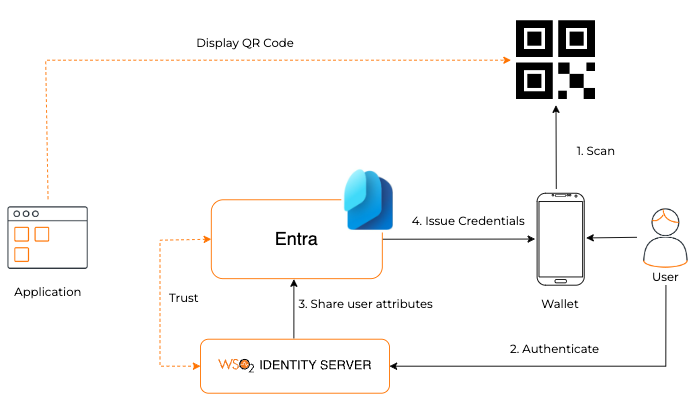 Display QR Code
1. Scan
4. Issue Credentials
Entra
Application
Trust
3. Share user attributes
Wallet
User
2. Authenticate
WSO2 IDENTITY SERVER